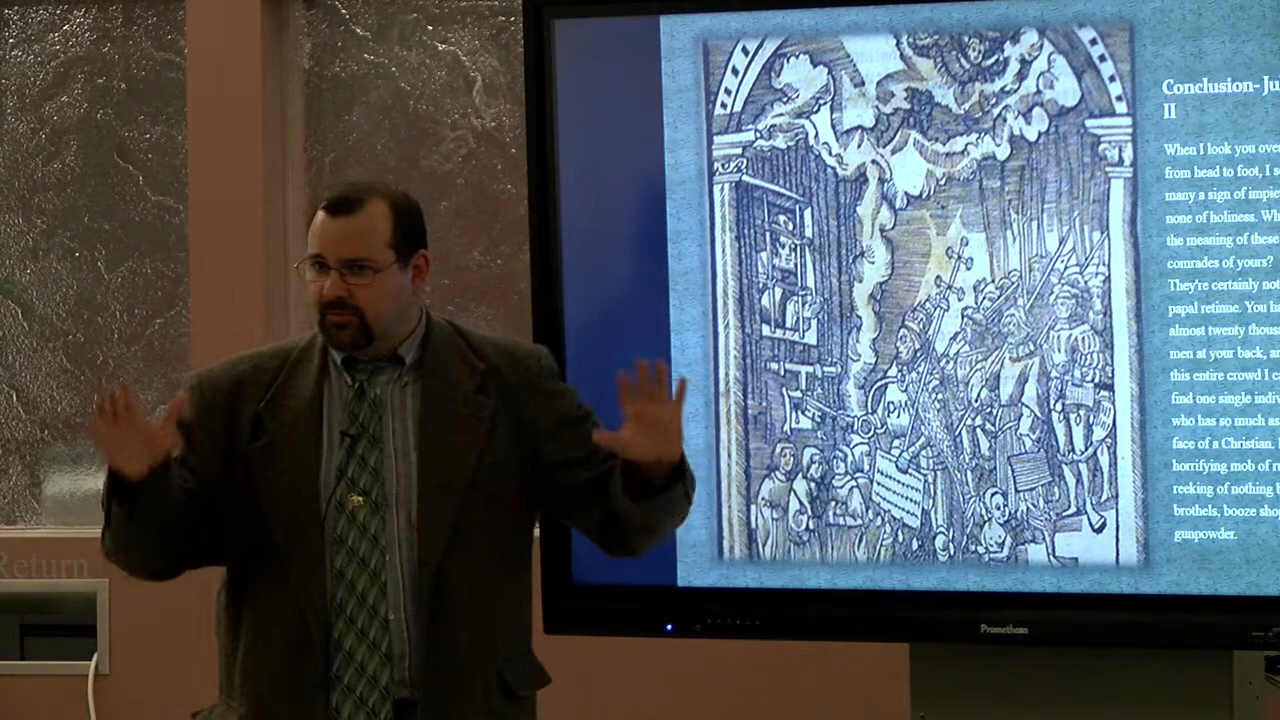 Conclusion- Ju
II
When I look you ove
from head to foot, I s
many a sign of impie
none of holiness. Wh
the meaning of these
comrades of yours?
They're certainly not
papal retinue. You ha
almost twenty thousa
men at your back, an
this entire crowd I ca
find one single indiv
who has so much as
face of a Christian.
horrifying mob of
reeking of nothing b
brothels, booze sho
gunpowder.
Return
Promethean